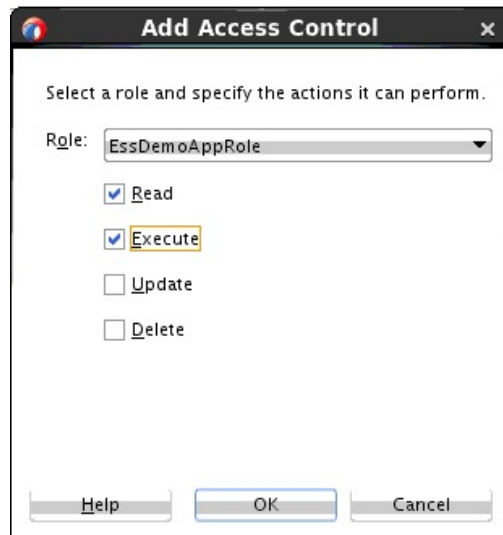 Add Access Control
Select a role and specify the actions it can perform.
Role: EssDemoAppRole
Read
Execute
Update
Delete
Help OK Cancel